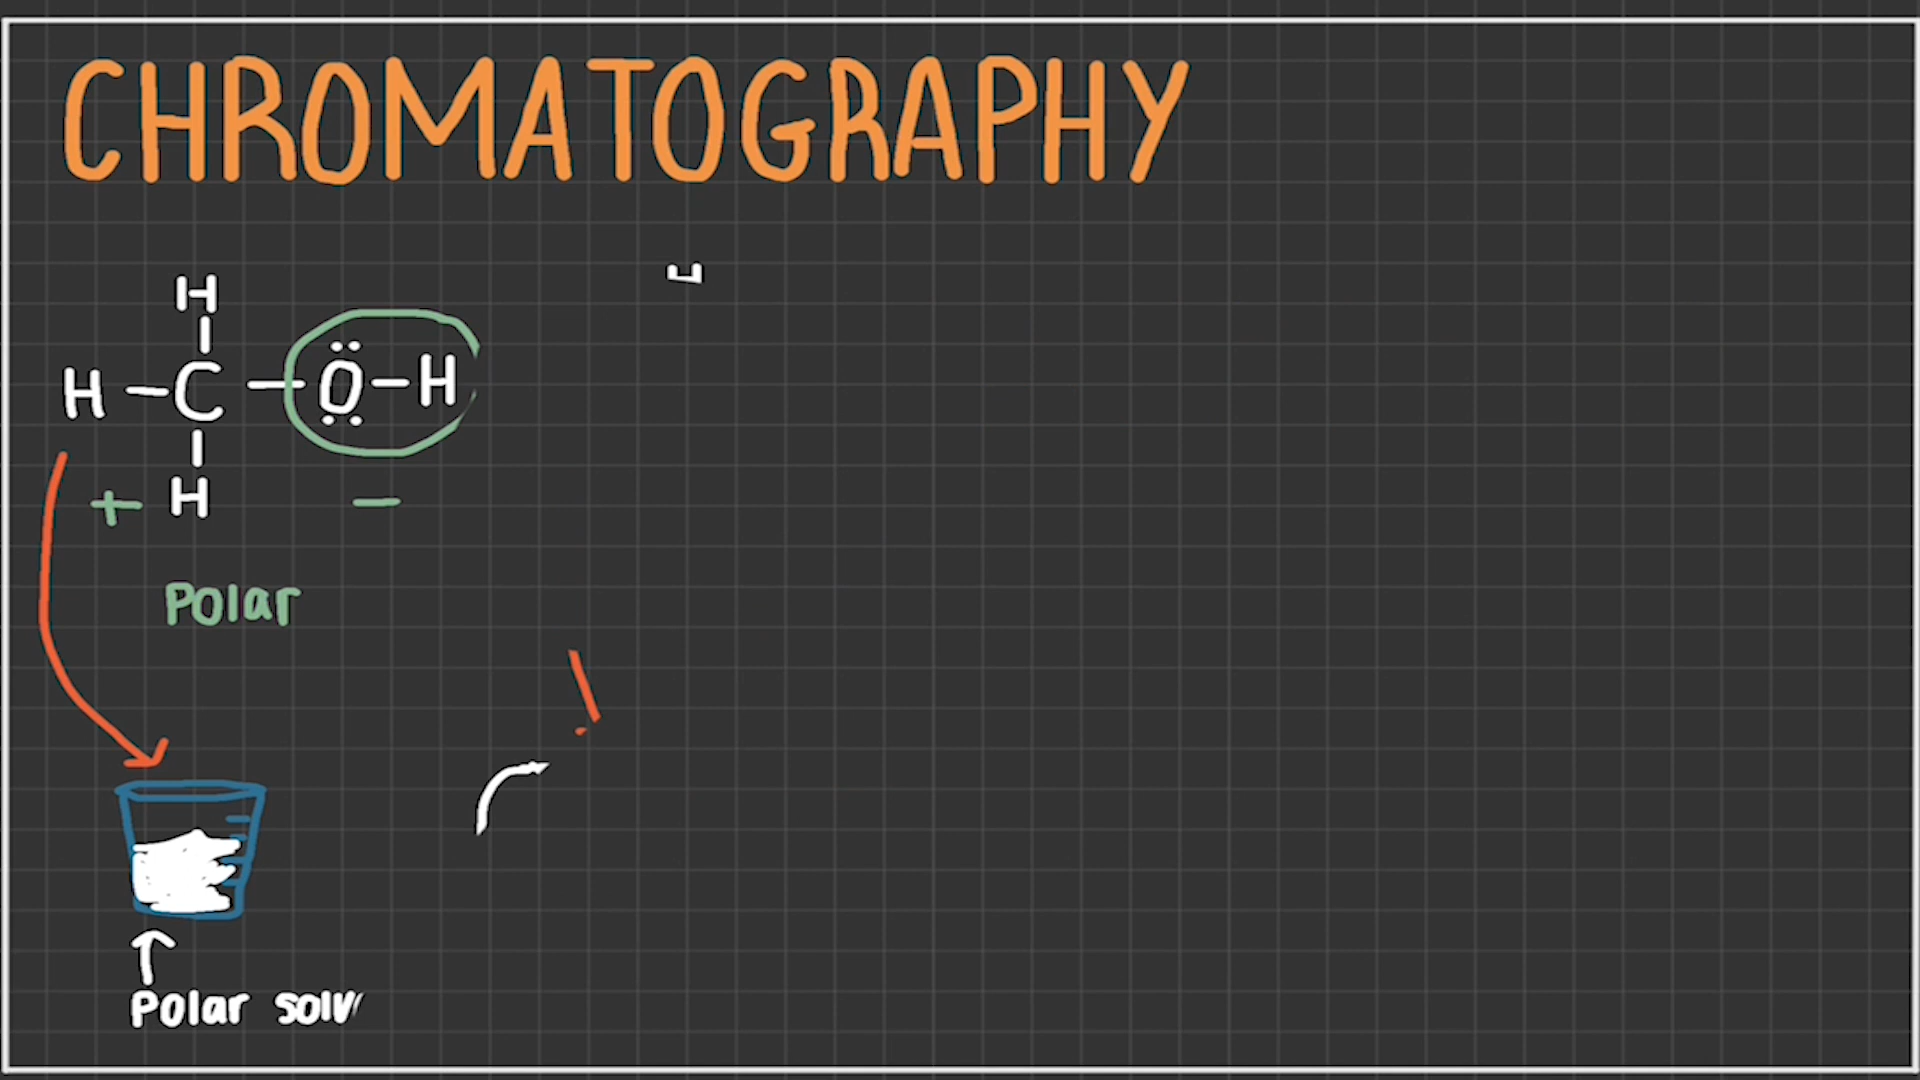 CHROMATOGRAPHY
H
H - C - O - H
H
+ -
Polar
Polar solv